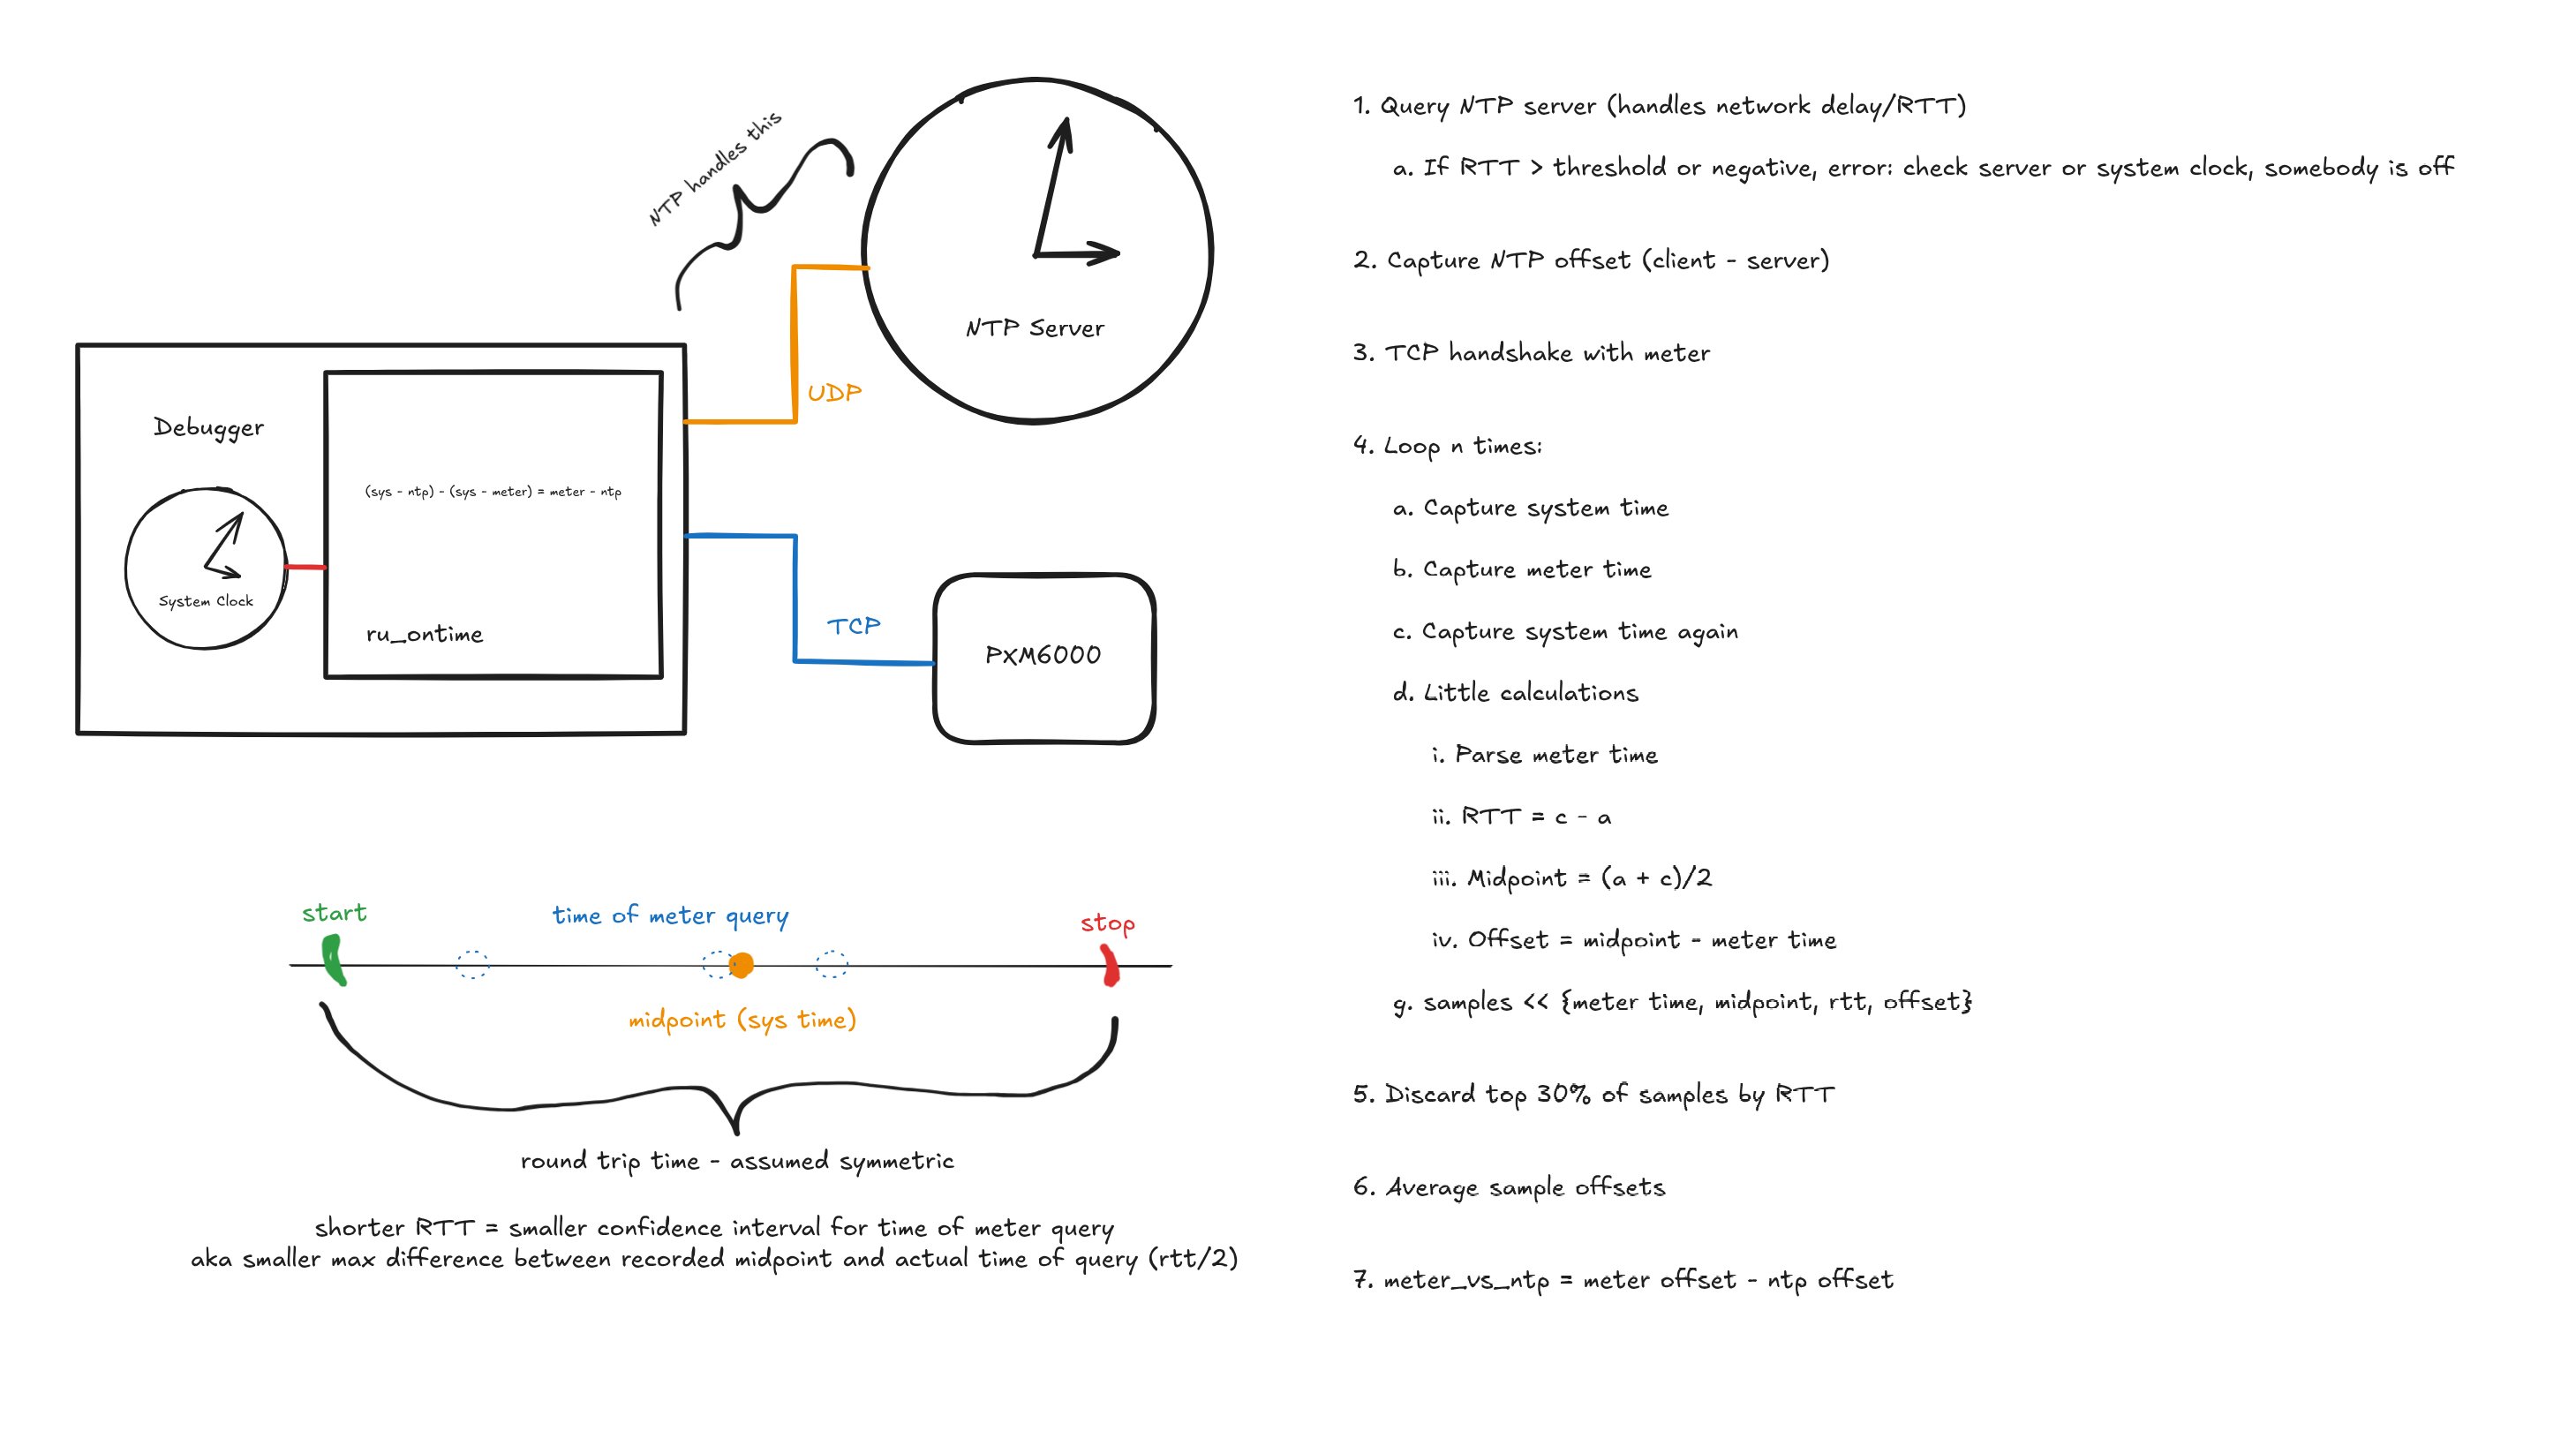 NTP handles this
NTP Server
UDP
Debugger
(sys - ntp) - (sys - meter) = meter - ntp
System Clock
ru_ontime
TCP
PXM6000
start
time of meter query
stop
midpoint (sys time)
round trip time - assumed symmetric
shorter RTT = smaller confidence interval for time of meter query
aka smaller max difference between recorded midpoint and actual time of query (rtt/2)
1. Query NTP server (handles network delay/RTT)
a. If RTT > threshold or negative, error: check server or system clock, somebody is off
2. Capture NTP offset (client - server)
3. TCP handshake with meter
4. Loop n times:
a. Capture system time
b. Capture meter time
c. Capture system time again
d. Little calculations
i. Parse meter time
ii. RTT = c - a
iii. Midpoint = (a + c)/2
iv. Offset = midpoint - meter time
g. samples << {meter time, midpoint, rtt, offset}
5. Discard top 30% of samples by RTT
6. Average sample offsets
7. meter_vs_ntp = meter offset - ntp offset